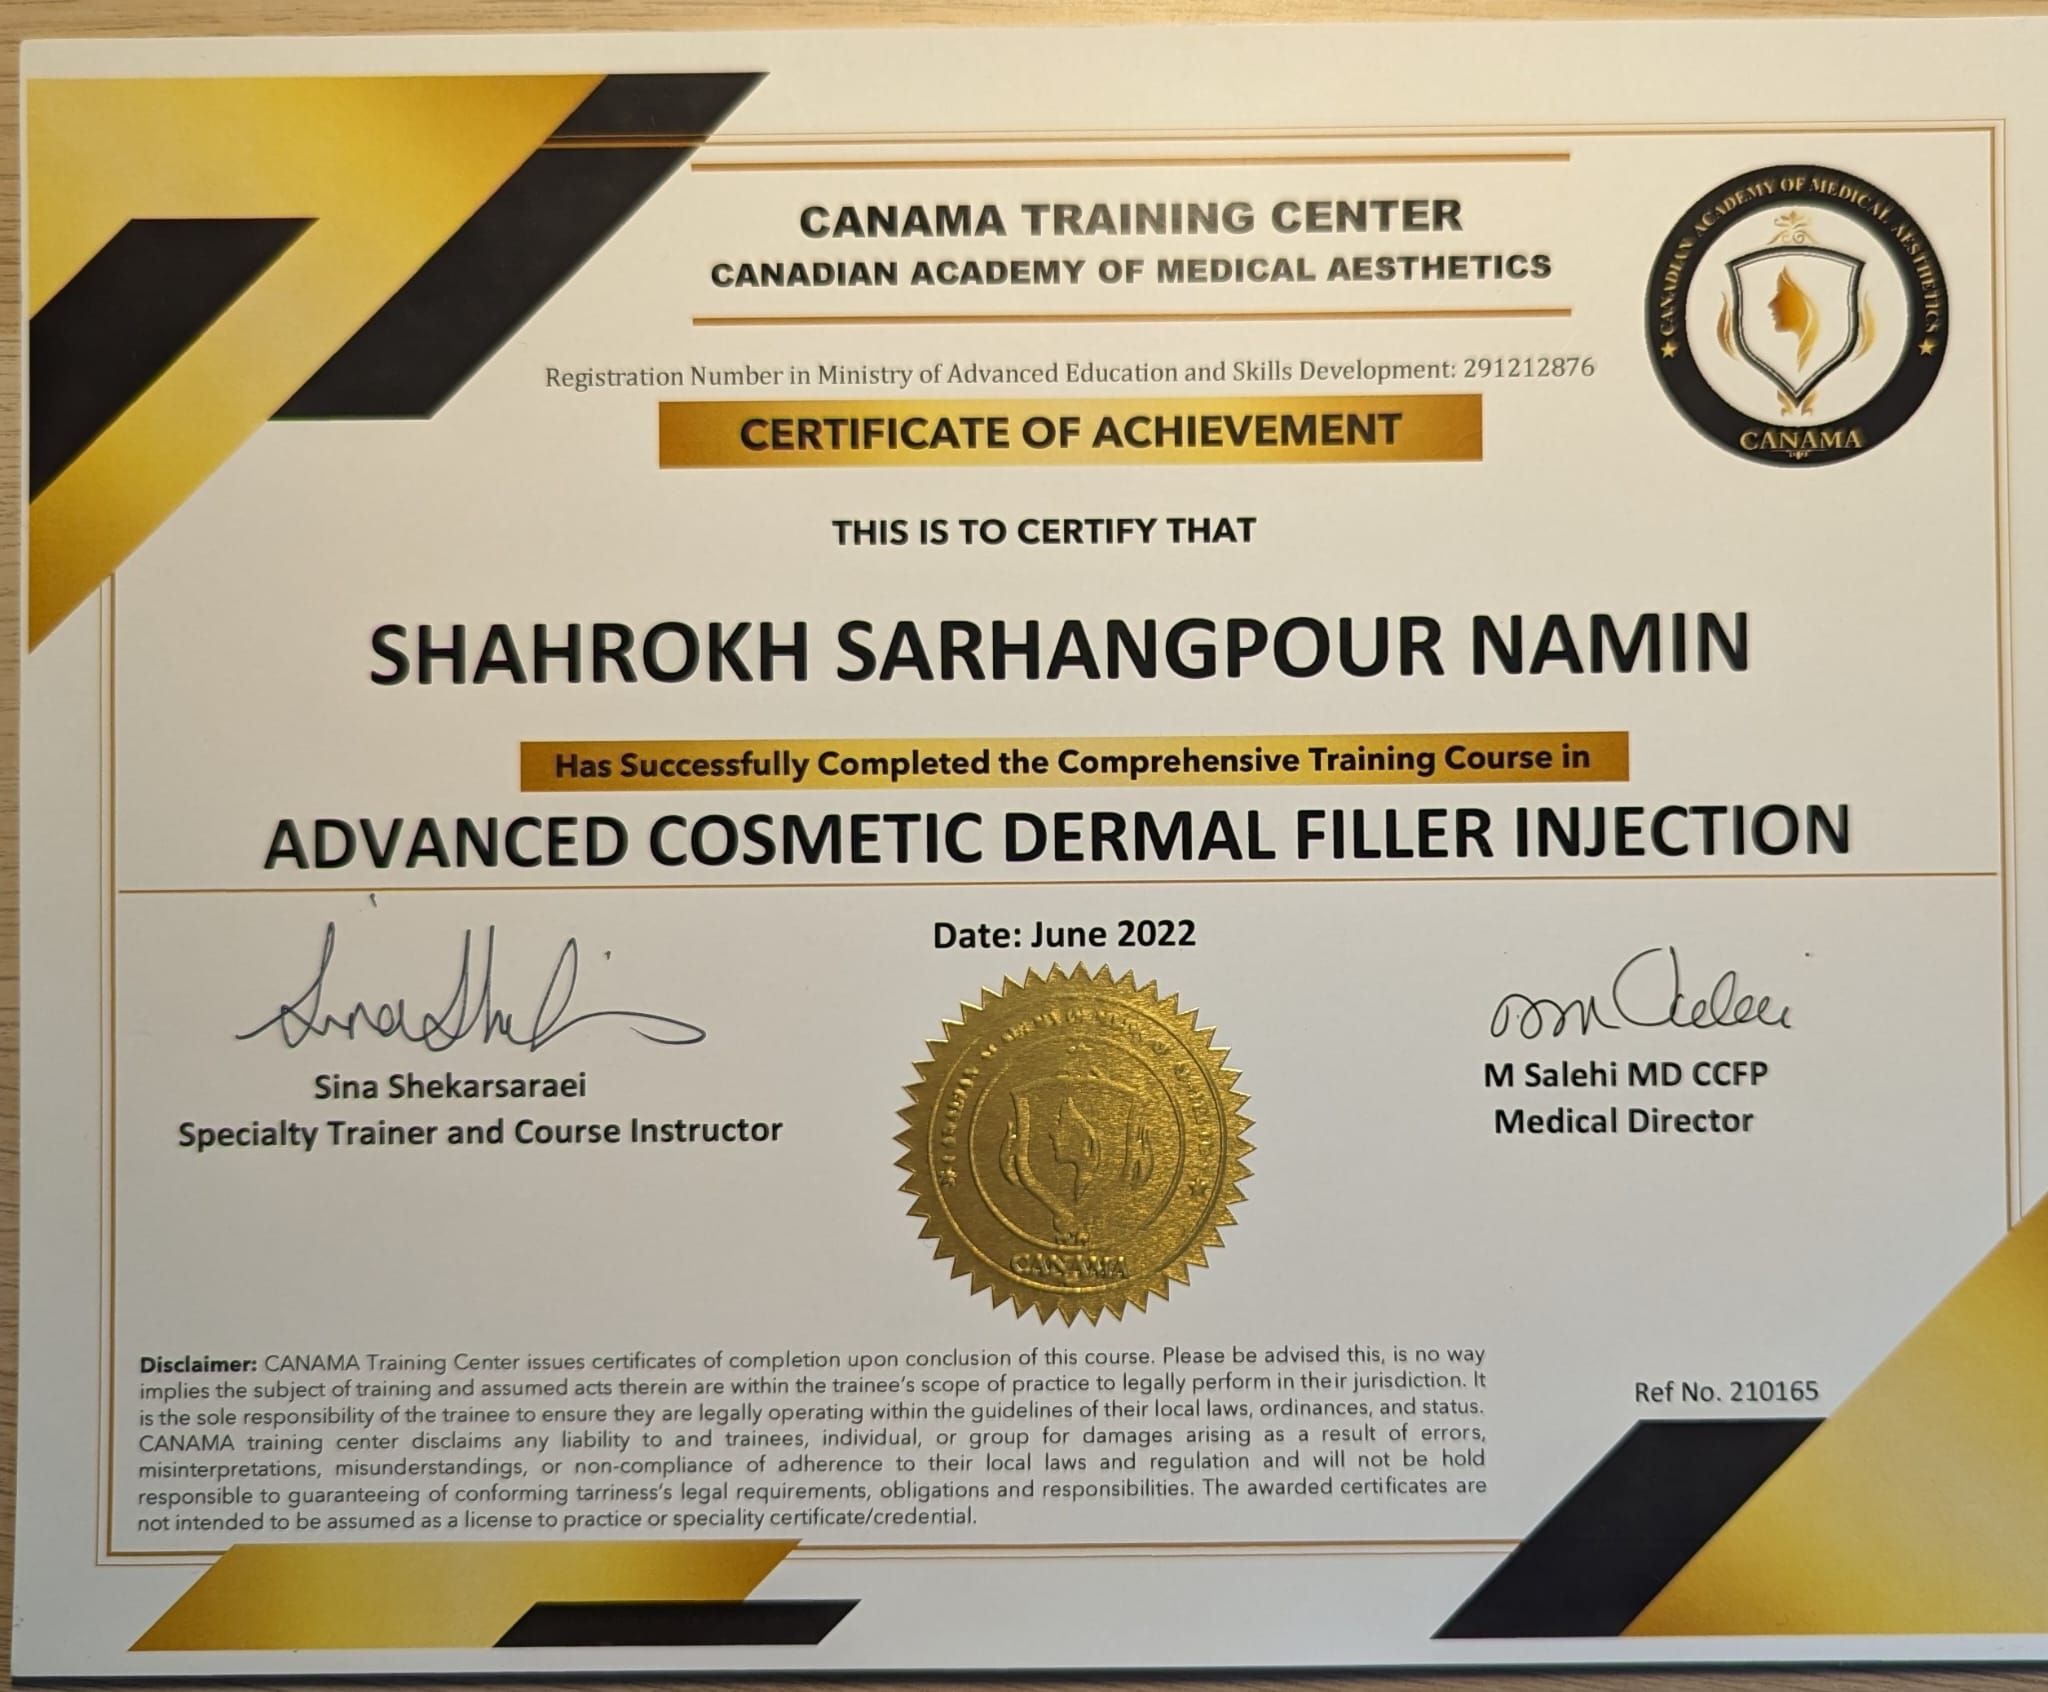 CANAMA TRAINING CENTER
CANADIAN ACADEMY OF MEDICAL AESTHETICS
CANADIAN ACADEMY OF MEDICAL AESTHETICS
CANAMA
Registration Number in Ministry of Advanced Education and Skills Development: 291212876
CERTIFICATE OF ACHIEVEMENT
THIS IS TO CERTIFY THAT
SHAHROKH SARHANGPOUR NAMIN
Has Successfully Completed the Comprehensive Training Course in
ADVANCED COSMETIC DERMAL FILLER INJECTION
Date: June 2022
Sina Shekarsaraei
Specialty Trainer and Course Instructor
M Salehi MD CCFP
Medical Director
CANAMA
Disclaimer: CANAMA Training Center issues certificates of completion upon conclusion of this course. Please be advised this, is no way
implies the subject of training and assumed acts therein are within the trainee's scope of practice to legally perform in their jurisdiction. It
is the sole responsibility of the trainee to ensure they are legally operating within the guidelines of their local laws, ordinances, and status.
CANAMA training center disclaims any liability to and trainees, individual, or group for damages arising as a result of errors,
misinterpretations, misunderstandings, or non-compliance of adherence to their local laws and regulation and will not be hold
responsible to guaranteeing of conforming tarriness's legal requirements, obligations and responsibilities. The awarded certificates are
not intended to be assumed as a license to practice or speciality certificate/credential.
Ref No. 210165